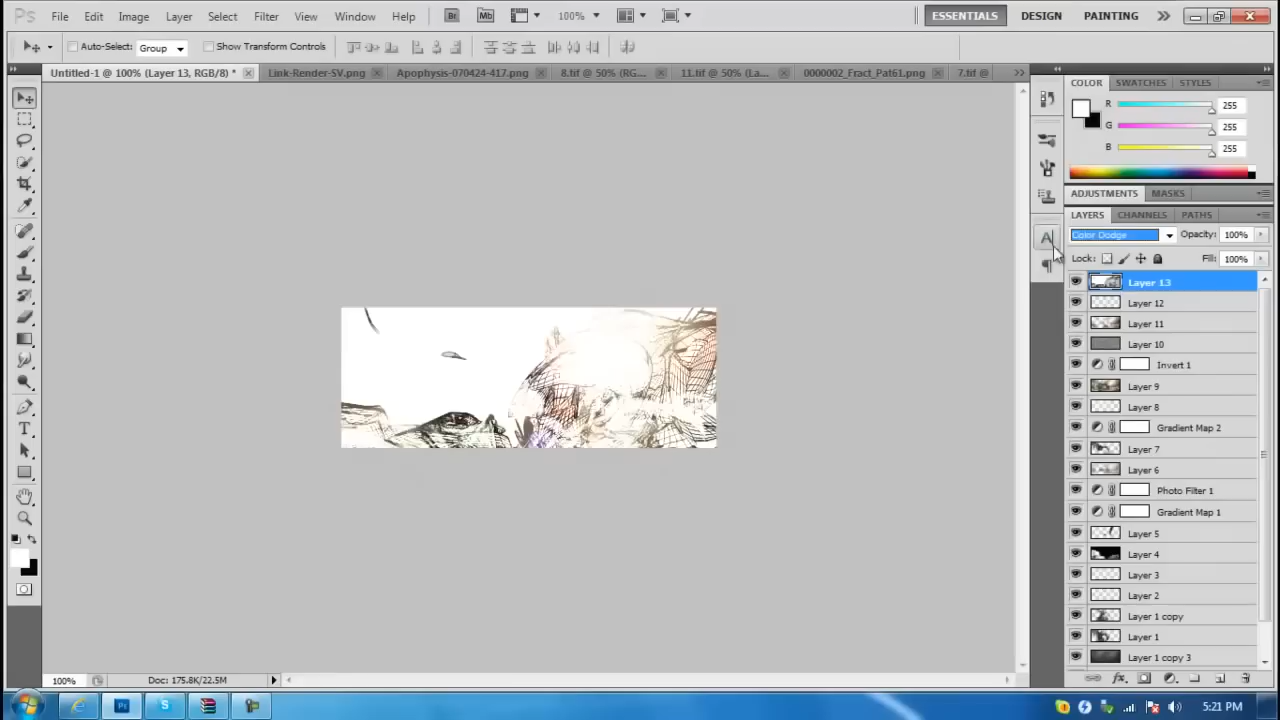 Ps File Edit Image Layer Select Filter View Window Help Br Mb 100% ESSENTIALS DESIGN PAINTING
Auto-Select: Group Show Transform Controls
Untitled-1 @ 100% (Layer 13, RGB/8) * Link-Render-SV.png Apophysis-070424-417.png 8.tif @ 50% (RG... 11.tif @ 50% (La... 0000002_Fract_Pat61.png 7.tif @
COLOR SWATCHES STYLES
R 255
G 255
B 255
ADJUSTMENTS MASKS
LAYERS CHANNELS PATHS
Color Dodge Opacity: 100%
Lock: Fill: 100%
Layer 13
Layer 12
Layer 11
Layer 10
Invert 1
Layer 9
Layer 8
Gradient Map 2
Layer 7
Layer 6
Photo Filter 1
Gradient Map 1
Layer 5
Layer 4
Layer 3
Layer 2
Layer 1 copy
Layer 1
Layer 1 copy 3
100% Doc: 175.8K/22.5M
5:21 PM